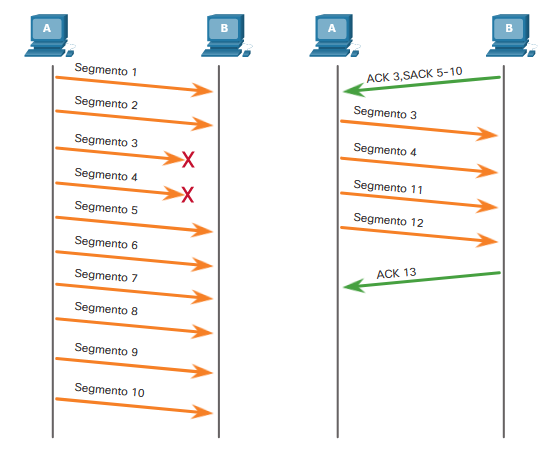 A
B
Segmento 1
Segmento 2
Segmento 3
X
Segmento 4
X
Segmento 5
Segmento 6
Segmento 7
Segmento 8
Segmento 9
Segmento 10
A
B
ACK 3,SACK 5-10
Segmento 3
Segmento 4
Segmento 11
Segmento 12
ACK 13